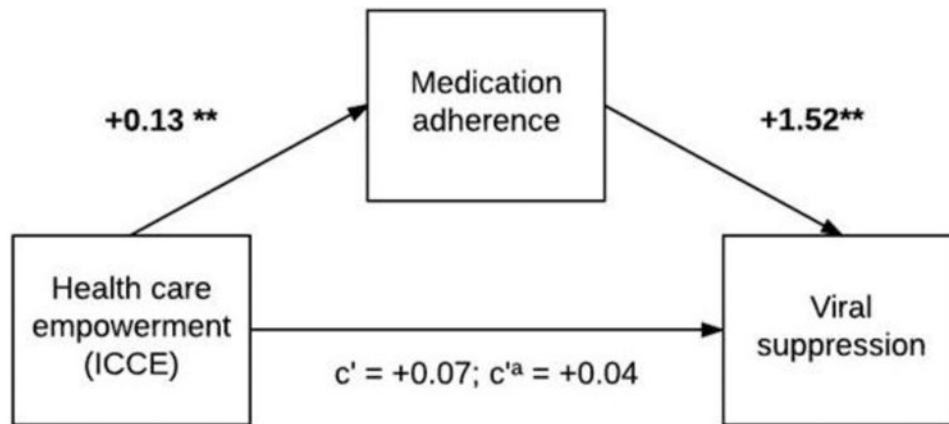 Medication
adherence
+0.13 **
+1.52**
Health care
empowerment
(ICCE)
Viral
suppression
c' = +0.07; c'ᵃ = +0.04